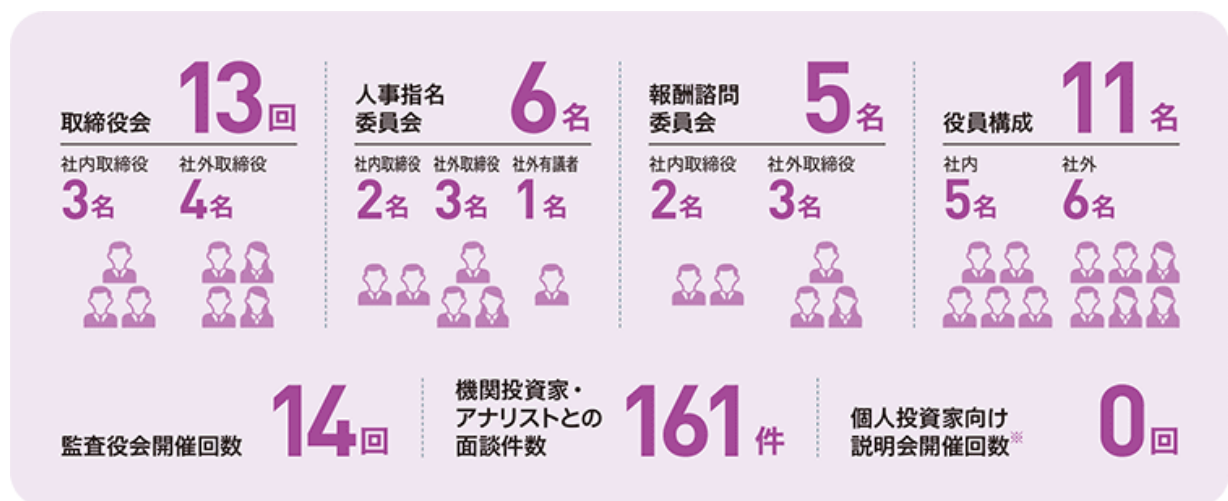 取締役会 13回
社内取締役 社外取締役
3名 4名
人事指名
委員会 6名
社内取締役 社外取締役 社外有識者
2名 3名 1名
報酬諮問
委員会 5名
社内取締役 社外取締役
2名 3名
役員構成 11名
社内 社外
5名 6名
監査役会開催回数 14回
機関投資家・
アナリストとの
面談件数 161件
個人投資家向け
説明会開催回数※ 0回